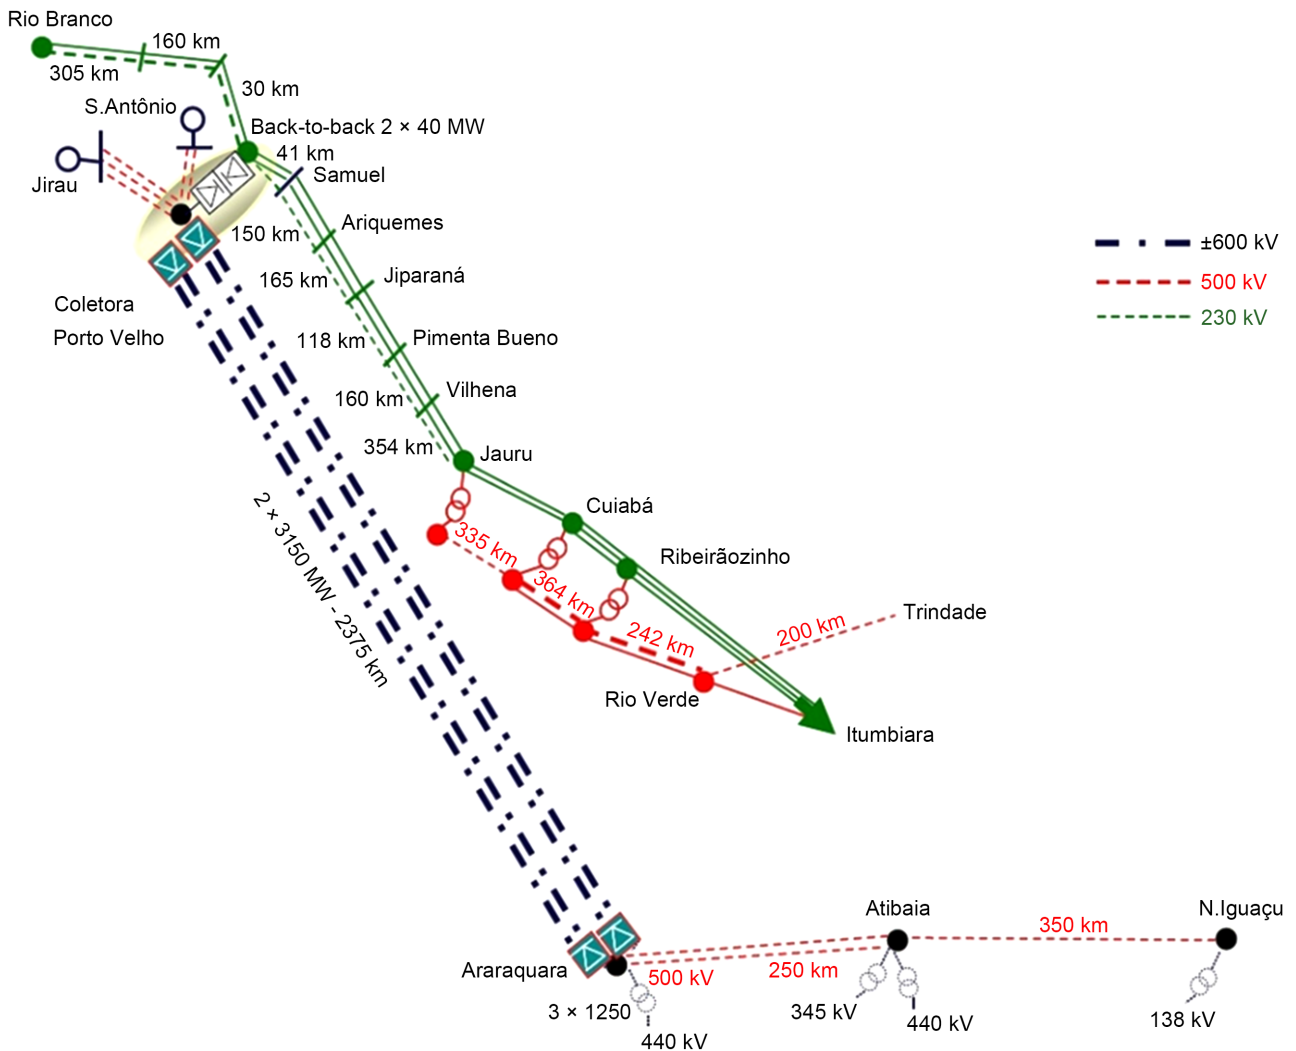 Rio Branco
160 km
305 km
30 km
S.Antônio
Back-to-back 2 × 40 MW
41 km
Samuel
Jirau
Ariquemes
150 km
±600 kV
Jiparaná
165 km
500 kV
Coletora
230 kV
Porto Velho
118 km
Pimenta Bueno
160 km
Vilhena
354 km
Jauru
2 × 3150 MW - 2375 km
Cuiabá
335 km
Ribeirãozinho
364 km
Trindade
200 km
242 km
Rio Verde
Itumbiara
Atibaia
N.Iguaçu
350 km
Araraquara
500 kV
250 km
3 × 1250
345 kV
440 kV
138 kV
440 kV